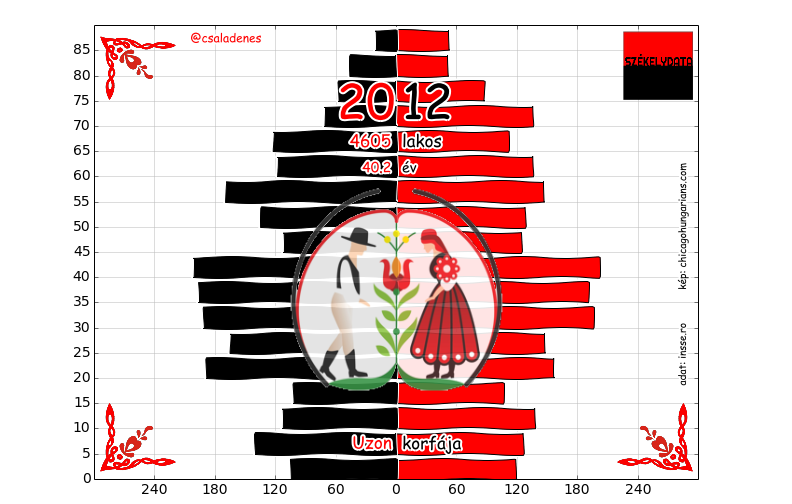 @csaladenes
SZÉKELYDATA
2012
4605 lakos
40.2 év
kép: chicagohungarians.com
adat: insse.ro
Uzon korfája
85
80
75
70
65
60
55
50
45
40
35
30
25
20
15
10
5
0
240 180 120 60 0 60 120 180 240